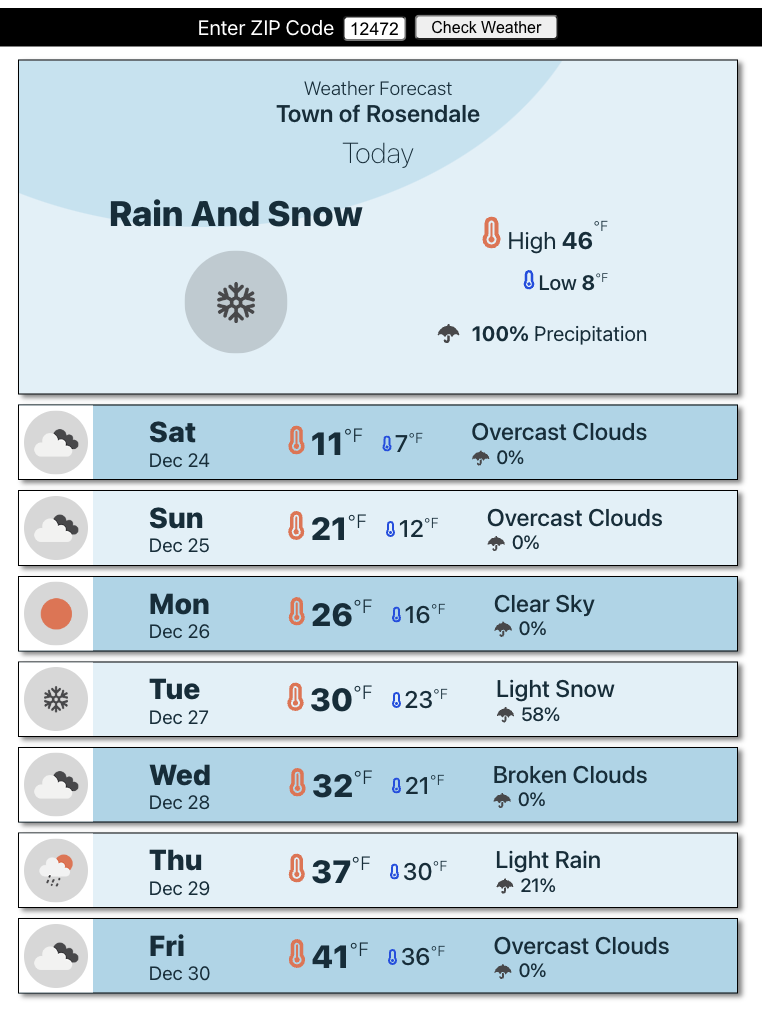 Enter ZIP Code 12472 Check Weather
Weather Forecast
Town of Rosendale
Today
Rain And Snow
High 46°F
Low 8°F
100% Precipitation
Sat
Dec 24
11°F 7°F
Overcast Clouds
0%
Sun
Dec 25
21°F 12°F
Overcast Clouds
0%
Mon
Dec 26
26°F 16°F
Clear Sky
0%
Tue
Dec 27
30°F 23°F
Light Snow
58%
Wed
Dec 28
32°F 21°F
Broken Clouds
0%
Thu
Dec 29
37°F 30°F
Light Rain
21%
Fri
Dec 30
41°F 36°F
Overcast Clouds
0%